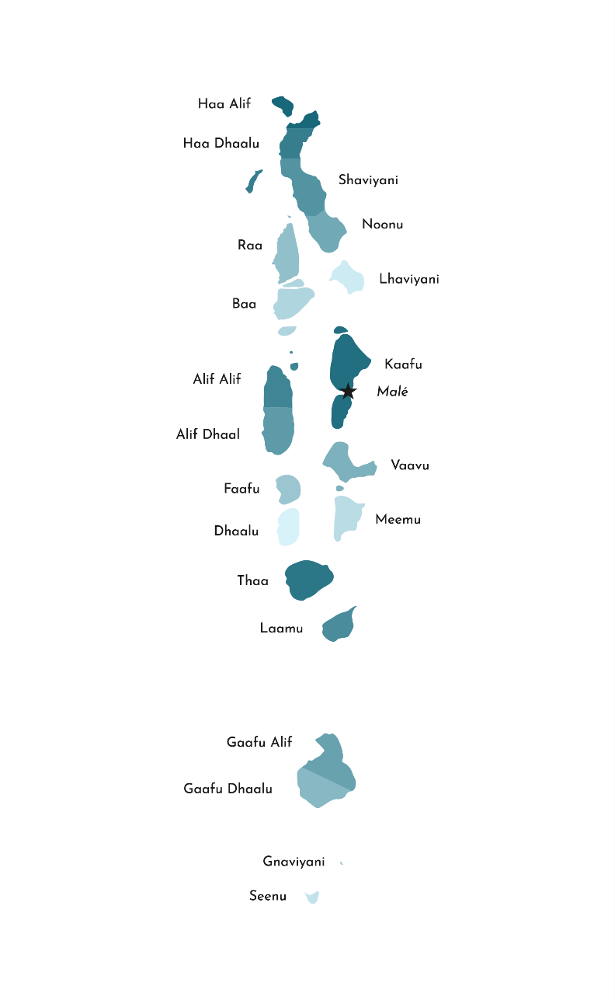 Haa Alif
Haa Dhaalu
Shaviyani
Noonu
Raa
Lhaviyani
Baa
Kaafu
Alif Alif
Malé
Alif Dhaal
Vaavu
Faafu
Meemu
Dhaalu
Thaa
Laamu
Gaafu Alif
Gaafu Dhaalu
Gnaviyani
Seenu